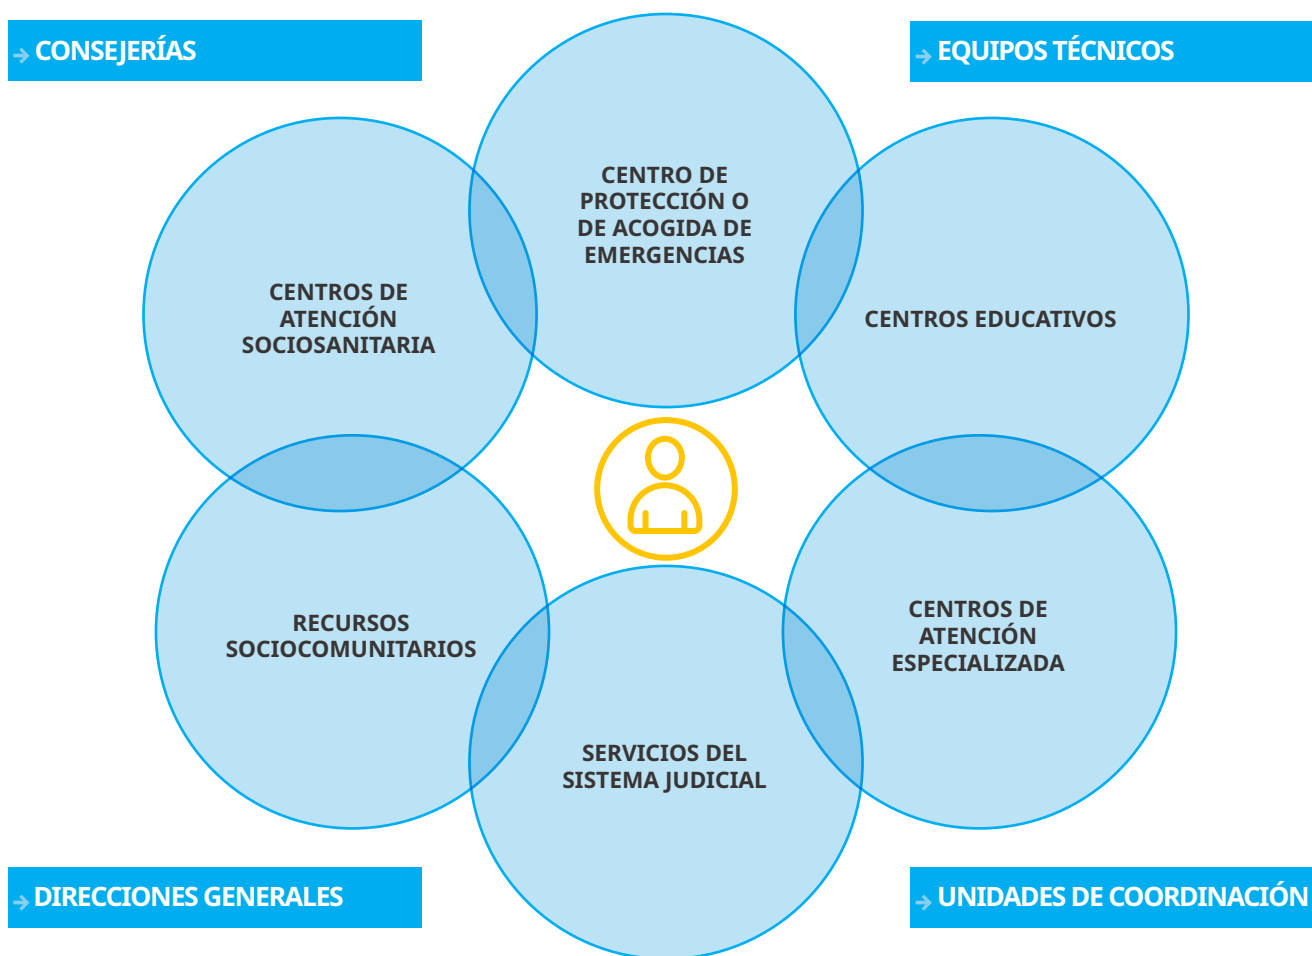 → CONSEJERÍAS
→ EQUIPOS TÉCNICOS
CENTRO DE
PROTECCIÓN O
DE ACOGIDA DE
EMERGENCIAS
CENTROS DE
ATENCIÓN
SOCIOSANITARIA
CENTROS EDUCATIVOS
RECURSOS
SOCIOCOMUNITARIOS
CENTROS DE
ATENCIÓN
ESPECIALIZADA
SERVICIOS DEL
SISTEMA JUDICIAL
→ DIRECCIONES GENERALES
→ UNIDADES DE COORDINACIÓN